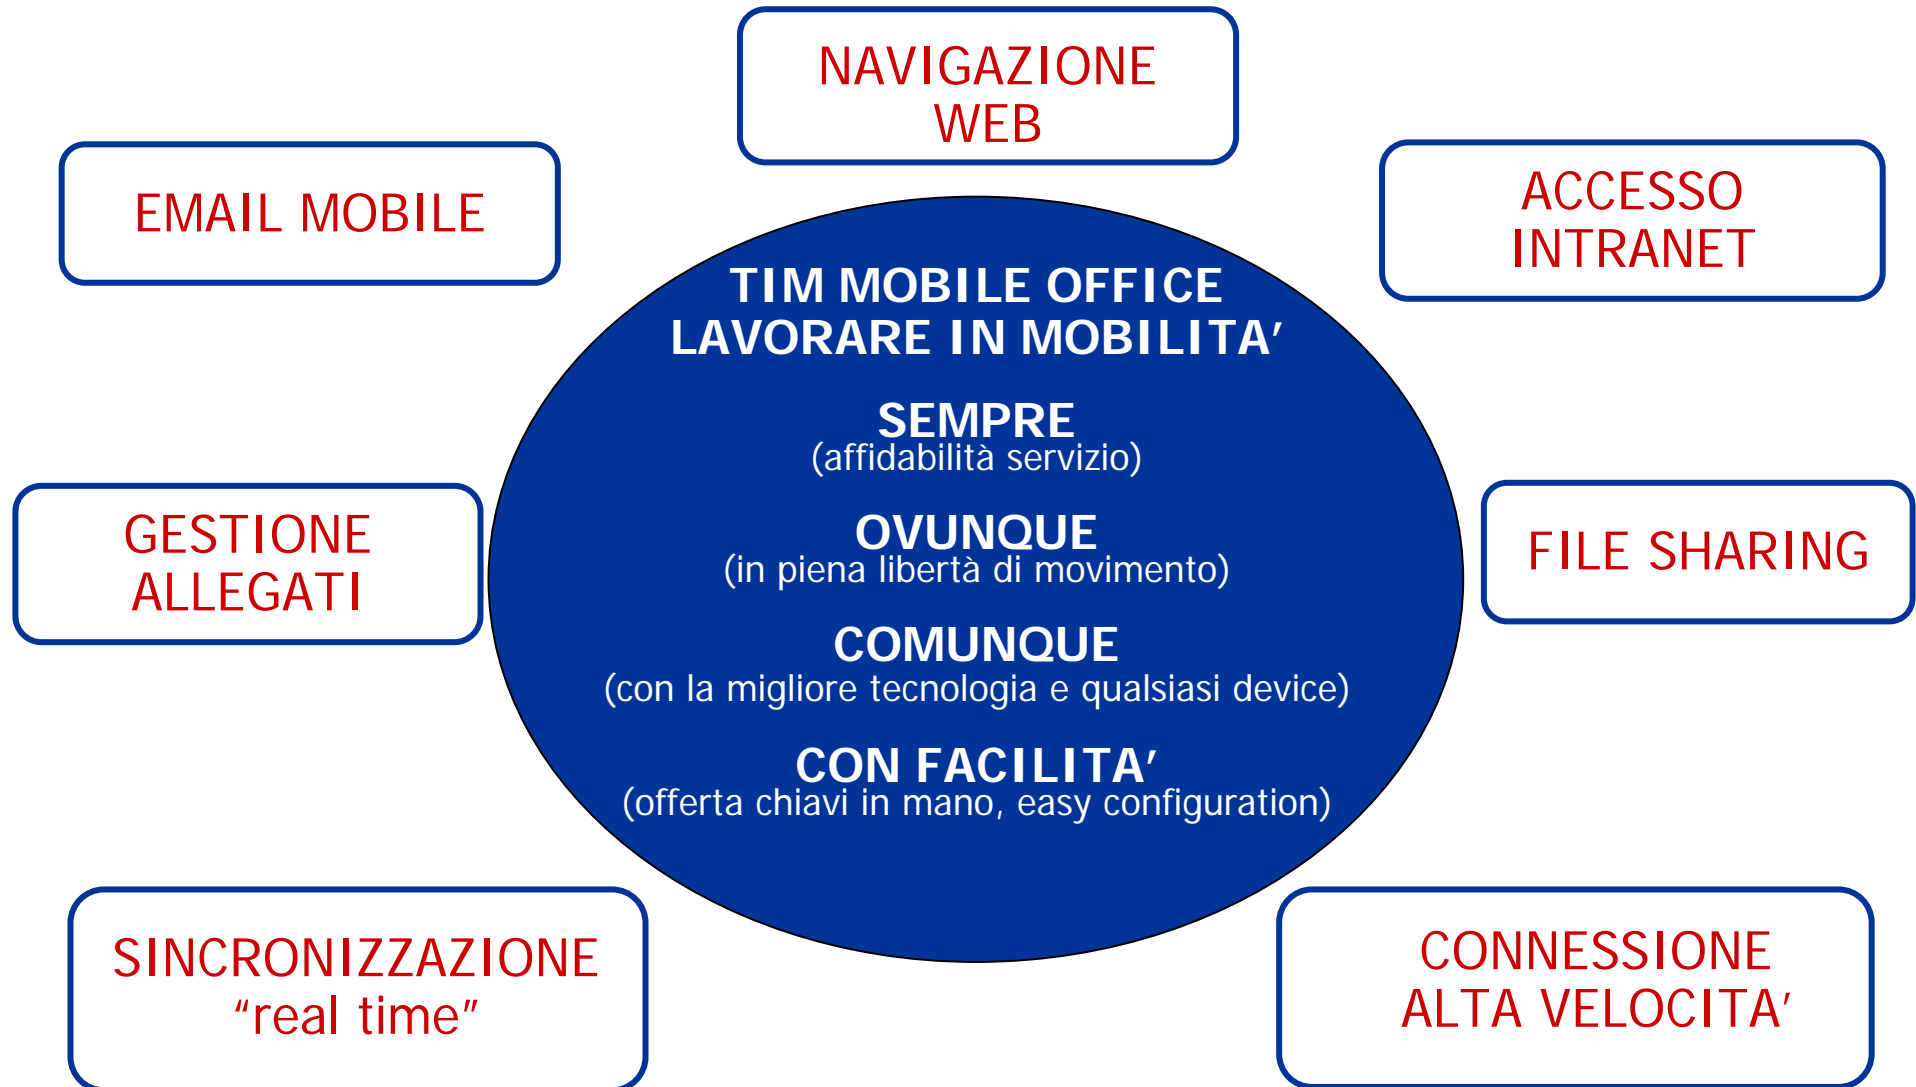 NAVIGAZIONE
WEB
EMAIL MOBILE
ACCESSO
INTRANET
TIM MOBILE OFFICE
LAVORARE IN MOBILITA’
SEMPRE
(affidabilità servizio)
OVUNQUE
(in piena libertà di movimento)
COMUNQUE
(con la migliore tecnologia e qualsiasi device)
CON FACILITA’
(offerta chiavi in mano, easy configuration)
GESTIONE
ALLEGATI
FILE SHARING
SINCRONIZZAZIONE
“real time”
CONNESSIONE
ALTA VELOCITA’